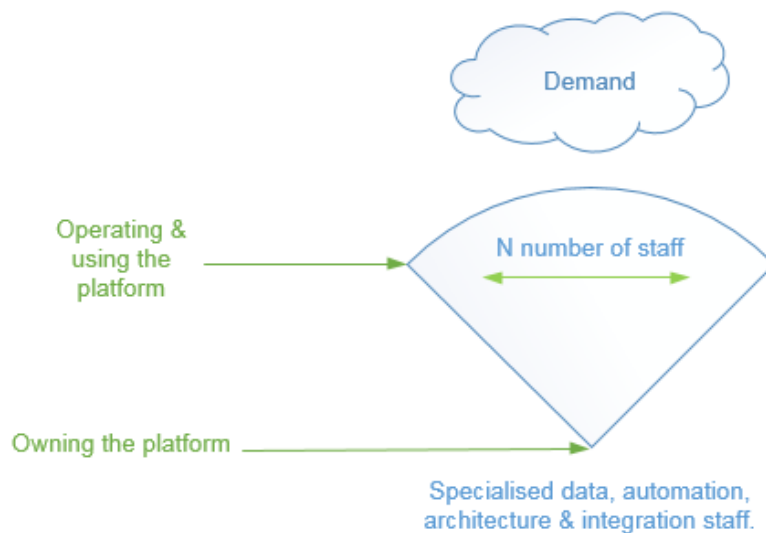 Demand
Operating &
using the
platform
N number of staff
Owning the platform
Specialised data, automation,
architecture & integration staff.